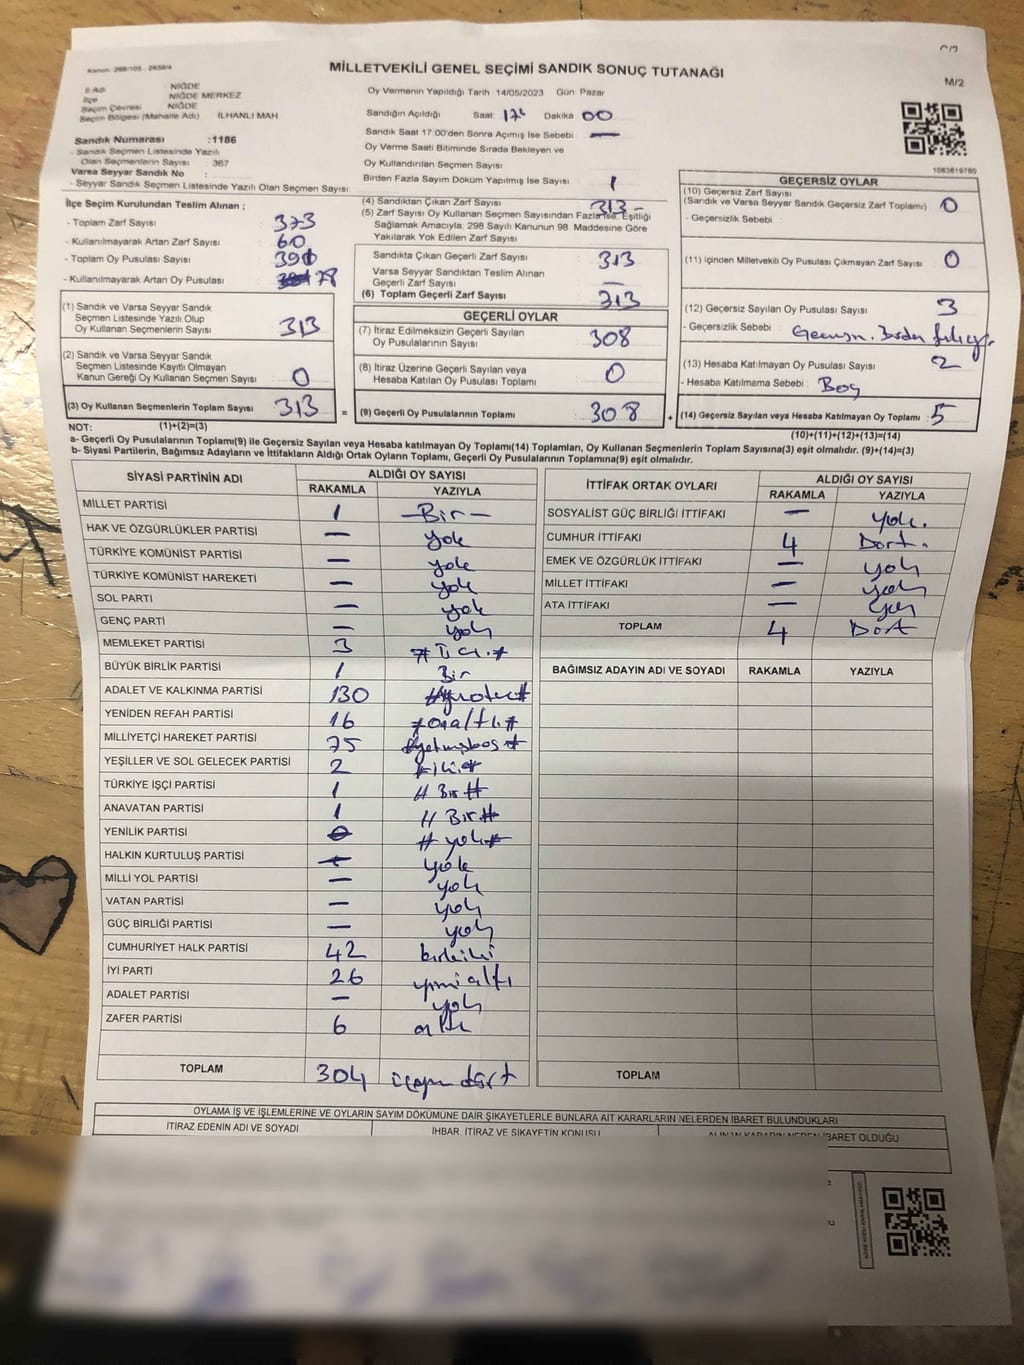 Kanun: 298/105 - 2839/4
MİLLETVEKİLİ GENEL SEÇİMİ SANDIK SONUÇ TUTANAĞI
M/2
İl Adı NİĞDE
İlçe NİĞDE MERKEZ
Seçim Çevresi NİĞDE
Seçim Bölgesi (Mahalle Adı) İLHANLI MAH
Sandık Numarası :1186
- Sandık Seçmen Listesinde Yazılı
Olan Seçmenlerin Sayısı 367
Varsa Seyyar Sandık No :
- Seyyar Sandık Seçmen Listesinde Yazılı Olan Seçmen Sayısı:
Oy Vermenin Yapıldığı Tarih 14/05/2023 Gün: Pazar
Sandığın Açıldığı Saat Dakika 00
Sandık Saat 17:00'den Sonra Açımış İse Sebebi —
Oy Verme Saati Bitiminde Sırada Bekleyen ve
Oy Kullandırılan Seçmen Sayısı
Birden Fazla Sayım Döküm Yapılmış İse Sayısı 1
1083819760
İlçe Seçim Kurulundan Teslim Alınan ;
- Toplam Zarf Sayısı : 373
- Kullanılmayarak Artan Zarf Sayısı : 60
- Toplam Oy Pusulası Sayısı :
- Kullanılmayarak Artan Oy Pusulası : 78
(1) Sandık ve Varsa Seyyar Sandık
Seçmen Listesinde Yazılı Olup
Oy Kullanan Seçmenlerin Sayısı : 313
(2) Sandık ve Varsa Seyyar Sandık
Seçmen Listesinde Kayıtlı Olmayan
Kanun Gereği Oy Kullanan Seçmen Sayısı : 0
(3) Oy Kullanan Seçmenlerin Toplam Sayısı : 313 =
(4) Sandıktan Çıkan Zarf Sayısı : 313-
(5) Zarf Sayısı Oy Kullanan Seçmen Sayısından Fazla ise, Eşitliği
Sağlamak Amacıyla, 298 Sayılı Kanunun 98. Maddesine Göre
Yakılarak Yok Edilen Zarf Sayısı :
Sandıkta Çıkan Geçerli Zarf Sayısı : 313
Varsa Seyyar Sandıktan Teslim Alınan
Geçerli Zarf Sayısı : —
(6) Toplam Geçerli Zarf Sayısı : 313
GEÇERLİ OYLAR
(7) İtiraz Edilmeksizin Geçerli Sayılan
Oy Pusulalarının Sayısı : 308
(8) İtiraz Üzerine Geçerli Sayılan veya
Hesaba Katılan Oy Pusulası Toplamı : 0
(9) Geçerli Oy Pusulalarının Toplamı : 308 +
GEÇERSİZ OYLAR
(10) Geçersiz Zarf Sayısı
(Sandık ve Varsa Seyyar Sandık Geçersiz Zarf Toplamı) : 0
- Geçersizlik Sebebi :
(11) İçinden Milletvekili Oy Pusulası Çıkmayan Zarf Sayısı : 0
(12) Geçersiz Sayılan Oy Pusulası Sayısı : 3
- Geçersizlik Sebebi :
(13) Hesaba Katılmayan Oy Pusulası Sayısı : 2
- Hesaba Katılmama Sebebi : Boş
(14) Geçersiz Sayılan veya Hesaba Katılmayan Oy Toplamı : 5
NOT: (1)+(2)=(3)
(10)+(11)+(12)+(13)=(14)
a- Geçerli Oy Pusulalarının Toplamı(9) ile Geçersiz Sayılan veya Hesaba katılmayan Oy Toplamı(14) Toplamları, Oy Kullanan Seçmenlerin Toplam Sayısına(3) eşit olmalıdır. (9)+(14)=(3)
b- Siyasi Partilerin, Bağımsız Adayların ve İttifakların Aldığı Ortak Oyların Toplamı, Geçerli Oy Pusulalarının Toplamına(9) eşit olmalıdır.
SİYASİ PARTİNİN ADI ALDIĞI OY SAYISI
RAKAMLA YAZIYLA
MİLLET PARTİSİ 1 —Bir—
HAK VE ÖZGÜRLÜKLER PARTİSİ — yok
TÜRKİYE KOMÜNİST PARTİSİ — yok
TÜRKİYE KOMÜNİST HAREKETİ — yok
SOL PARTİ — yok
GENÇ PARTİ — yok
MEMLEKET PARTİSİ 3 # Üç #
BÜYÜK BİRLİK PARTİSİ 1 Bir
ADALET VE KALKINMA PARTİSİ 130
YENİDEN REFAH PARTİSİ 16 #onaltı#
MİLLİYETÇİ HAREKET PARTİSİ 75 #yetmişbeş#
YEŞİLLER VE SOL GELECEK PARTİSİ 2 #iki#
TÜRKİYE İŞÇİ PARTİSİ 1 # Bir #
ANAVATAN PARTİSİ 1 # Bir #
YENİLİK PARTİSİ # yok #
HALKIN KURTULUŞ PARTİSİ — yok
MİLLİ YOL PARTİSİ — yok
VATAN PARTİSİ — yok
GÜÇ BİRLİĞİ PARTİSİ — yok
CUMHURİYET HALK PARTİSİ 42 kırkiki
İYİ PARTİ 26 yirmialtı
ADALET PARTİSİ — yok
ZAFER PARTİSİ 6 altı
TOPLAM 304 üçyüz dört
İTTİFAK ORTAK OYLARI ALDIĞI OY SAYISI
RAKAMLA YAZIYLA
SOSYALİST GÜÇ BİRLİĞİ İTTİFAKI — yok.
CUMHUR İTTİFAKI 4 Dört.
EMEK VE ÖZGÜRLÜK İTTİFAKI — yok
MİLLET İTTİFAKI — yok
ATA İTTİFAKI — yok
TOPLAM 4 Dört
BAĞIMSIZ ADAYIN ADI VE SOYADI RAKAMLA YAZIYLA
TOPLAM
OYLAMA İŞ VE İŞLEMLERİNE VE OYLARIN SAYIM DÖKÜMÜNE DAİR ŞİKAYETLERLE BUNLARA AİT KARARLARIN NELERDEN İBARET BULUNDUKLARI
İTİRAZ EDENİN ADI VE SOYADI İHBAR, İTİRAZ VE ŞİKAYETİN KONUSU ALINAN KARARIN NEDEN İBARET OLDUĞU